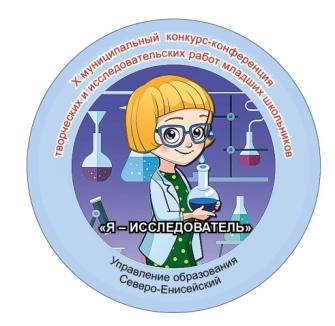 X муниципальный конкурс-конференция
творческих и исследовательских работ младших школьников
«Я – ИССЛЕДОВАТЕЛЬ»
Управление образования
Северо-Енисейский